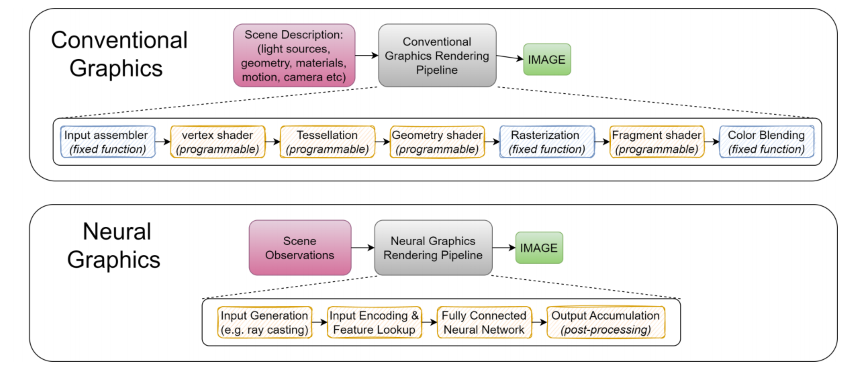 Conventional
Graphics
Scene Description:
(light sources,
geometry, materials,
motion, camera etc)
Conventional
Graphics Rendering
Pipeline
IMAGE
Input assembler
(fixed function)
vertex shader
(programmable)
Tessellation
(programmable)
Geometry shader
(programmable)
Rasterization
(fixed function)
Fragment shader
(programmable)
Color Blending
(fixed function)
Neural
Graphics
Scene
Observations
Neural Graphics
Rendering Pipeline
IMAGE
Input Generation
(e.g. ray casting)
Input Encoding &
Feature Lookup
Fully Connected
Neural Network
Output Accumulation
(post-processing)